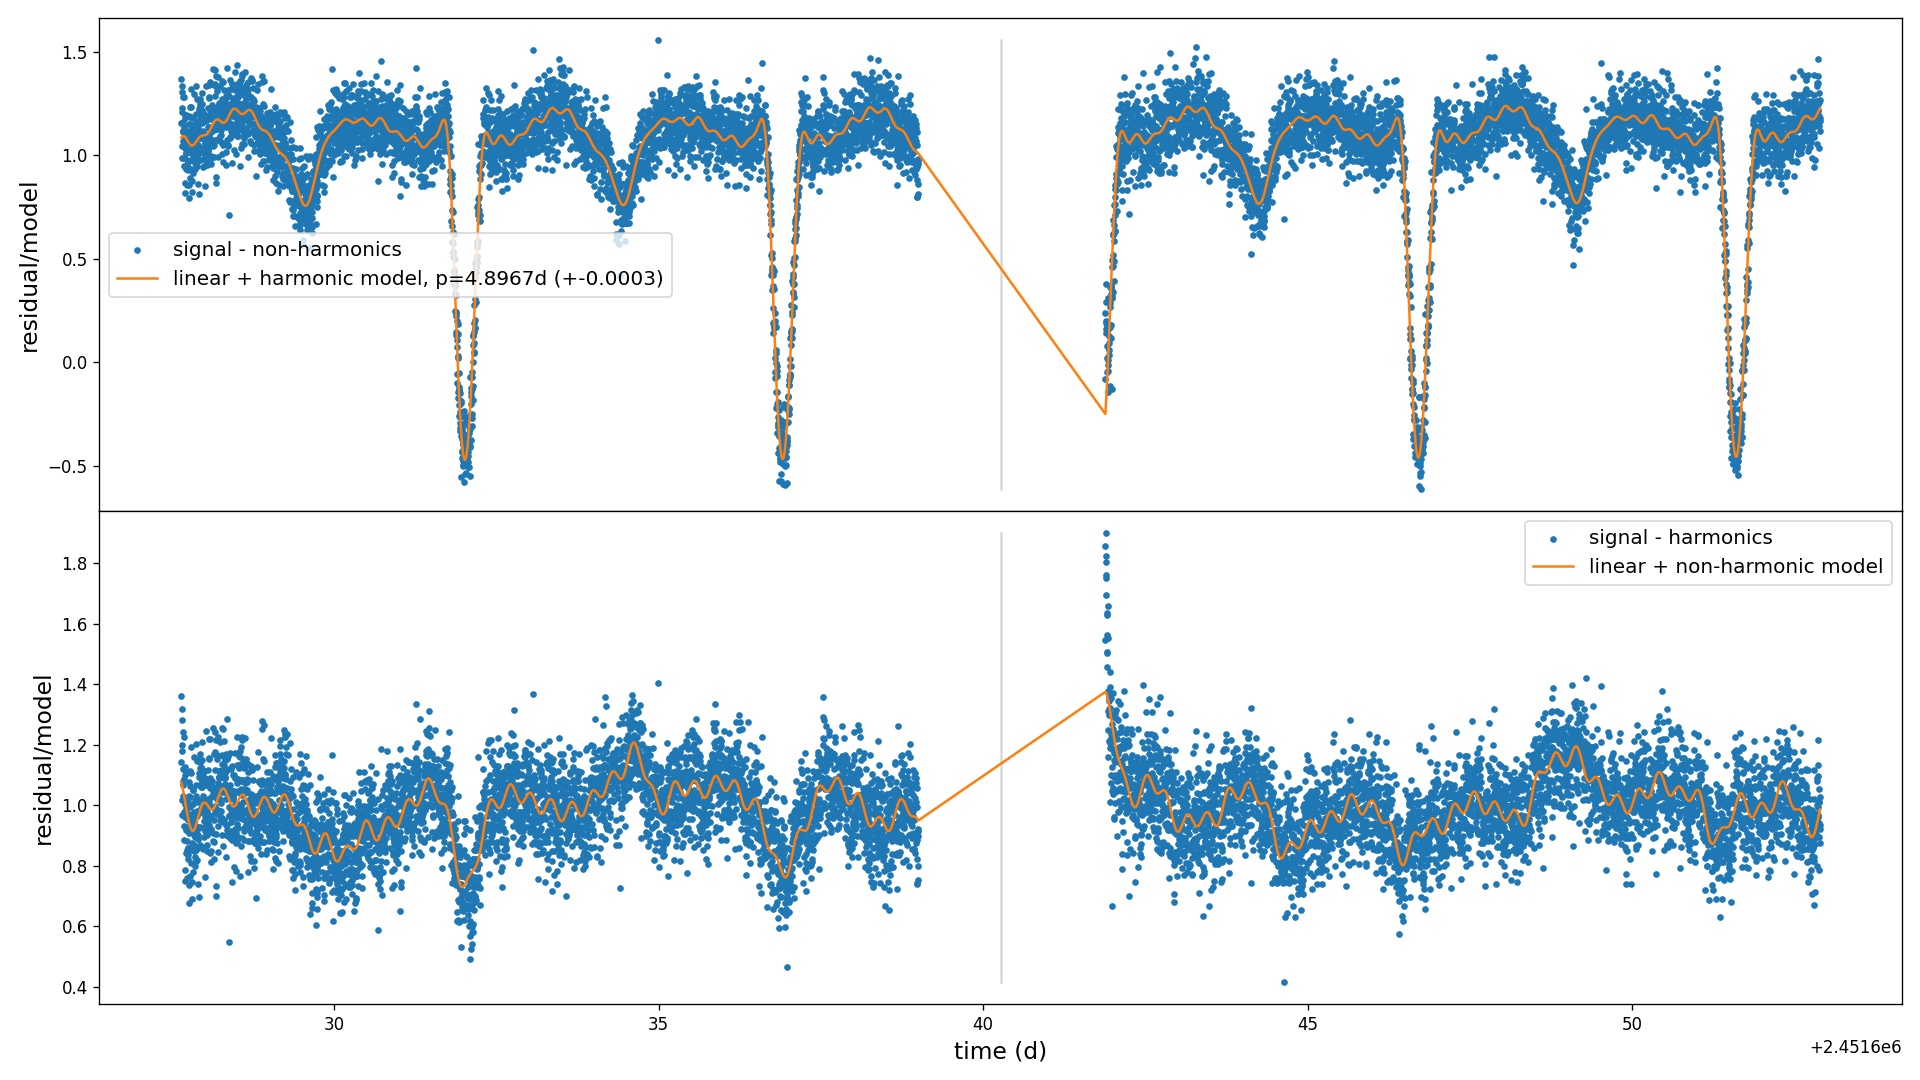 1.5
1.0
0.5
0.0
−0.5
residual/model
signal - non-harmonics
linear + harmonic model, p=4.8967d (+-0.0003)
1.8
1.6
1.4
1.2
1.0
0.8
0.6
0.4
residual/model
signal - harmonics
linear + non-harmonic model
30 35 40 45 50
time (d)
+2.4516e6